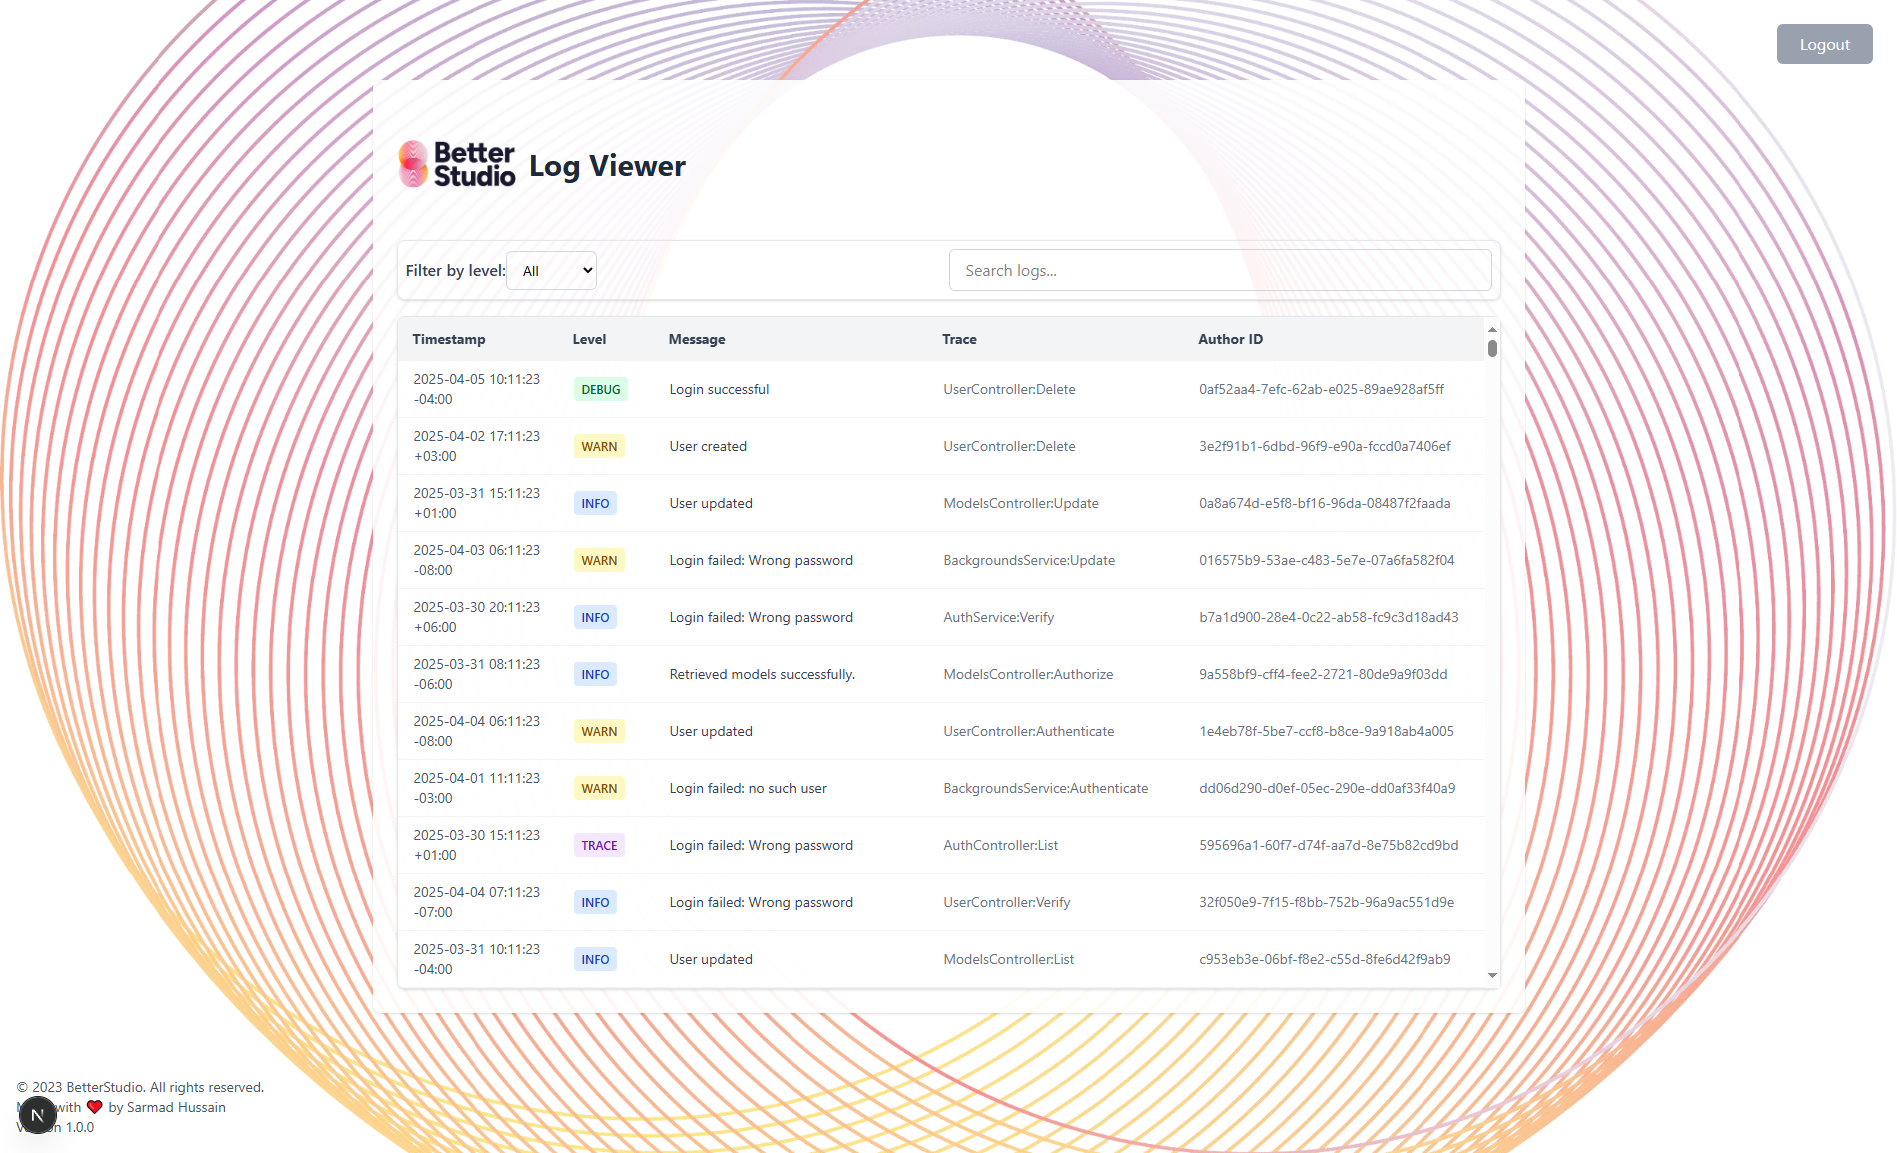 Logout
Better
Studio
Log Viewer
Filter by level: All
Search logs...
Timestamp Level Message Trace Author ID
2025-04-05 10:11:23
-04:00
DEBUG Login successful UserController:Delete 0af52aa4-7efc-62ab-e025-89ae928af5ff
2025-04-02 17:11:23
+03:00
WARN User created UserController:Delete 3e2f91b1-6dbd-96f9-e90a-fccd0a7406ef
2025-03-31 15:11:23
+01:00
INFO User updated ModelsController:Update 0a8a674d-e5f8-bf16-96da-08487f2faada
2025-04-03 06:11:23
-08:00
WARN Login failed: Wrong password BackgroundsService:Update 016575b9-53ae-c483-5e7e-07a6fa582f04
2025-03-30 20:11:23
+06:00
INFO Login failed: Wrong password AuthService:Verify b7a1d900-28e4-0c22-ab58-fc9c3d18ad43
2025-03-31 08:11:23
-06:00
INFO Retrieved models successfully. ModelsController:Authorize 9a558bf9-cff4-fee2-2721-80de9a9f03dd
2025-04-04 06:11:23
-08:00
WARN User updated UserController:Authenticate 1e4eb78f-5be7-ccf8-b8ce-9a918ab4a005
2025-04-01 11:11:23
-03:00
WARN Login failed: no such user BackgroundsService:Authenticate dd06d290-d0ef-05ec-290e-dd0af33f40a9
2025-03-30 15:11:23
+01:00
TRACE Login failed: Wrong password AuthController:List 595696a1-60f7-d74f-aa7d-8e75b82cd9bd
2025-04-04 07:11:23
-07:00
INFO Login failed: Wrong password UserController:Verify 32f050e9-7f15-f8bb-752b-96a9ac551d9e
2025-03-31 10:11:23
-04:00
INFO User updated ModelsController:List c953eb3e-06bf-f8e2-c55d-8fe6d42f9ab9
© 2023 BetterStudio. All rights reserved.
with ❤ by Sarmad Hussain
N
1.0.0